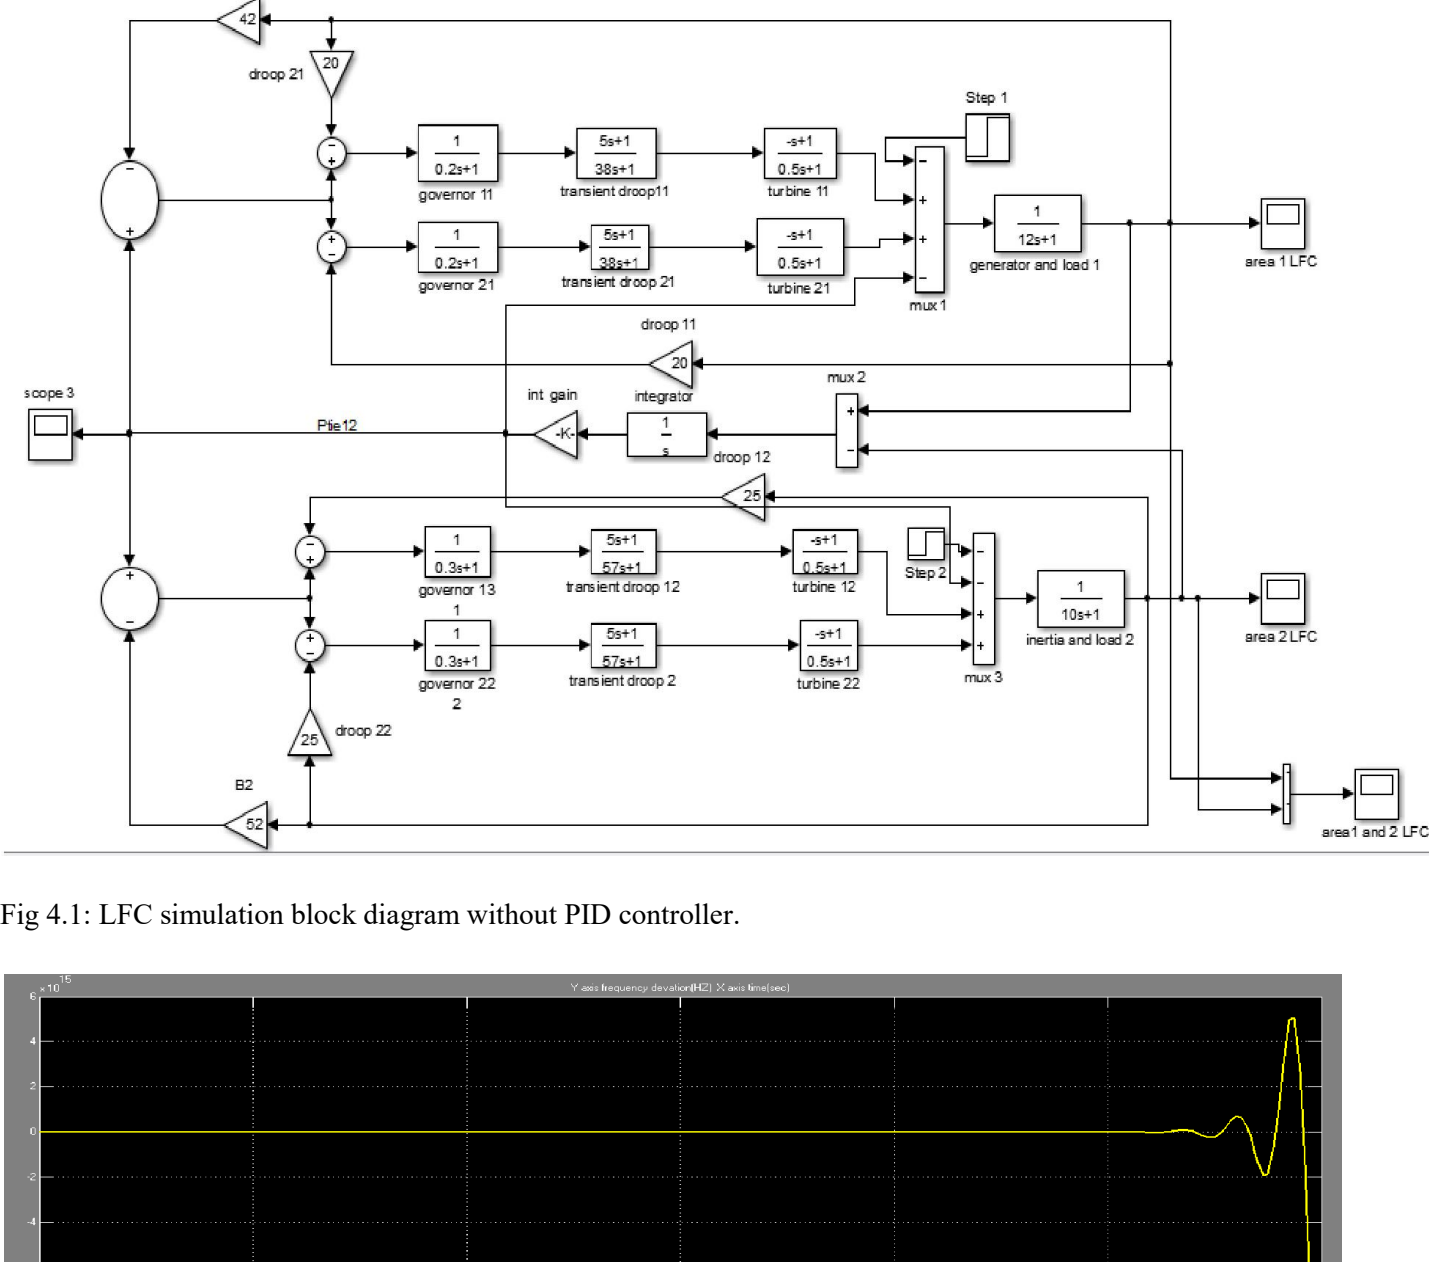 42
20
droop 21
Step 1
1
0.2s+1
governor 11
5s+1
38s+1
transient droop11
-s+1
0.5s+1
turbine 11
1
0.2s+1
governor 21
5s+1
38s+1
transient droop 21
-s+1
0.5s+1
turbine 21
mux 1
1
12s+1
generator and load 1
area 1 LFC
droop 11
20
mux 2
scope 3
Ptie12
int gain
-K-
integrator
1
s
droop 12
25
1
0.3s+1
governor 13
5s+1
57s+1
transient droop 12
-s+1
0.5s+1
turbine 12
Step 2
1
0.3s+1
governor 22
2
5s+1
57s+1
transient droop 2
-s+1
0.5s+1
turbine 22
mux 3
1
10s+1
inertia and load 2
area 2 LFC
25
droop 22
B2
52
area1 and 2 LFC
Fig 4.1: LFC simulation block diagram without PID controller.
×10 15
Y axis frequency devation(HZ) X axis time(sec)
6
4
2
0
-2
-4